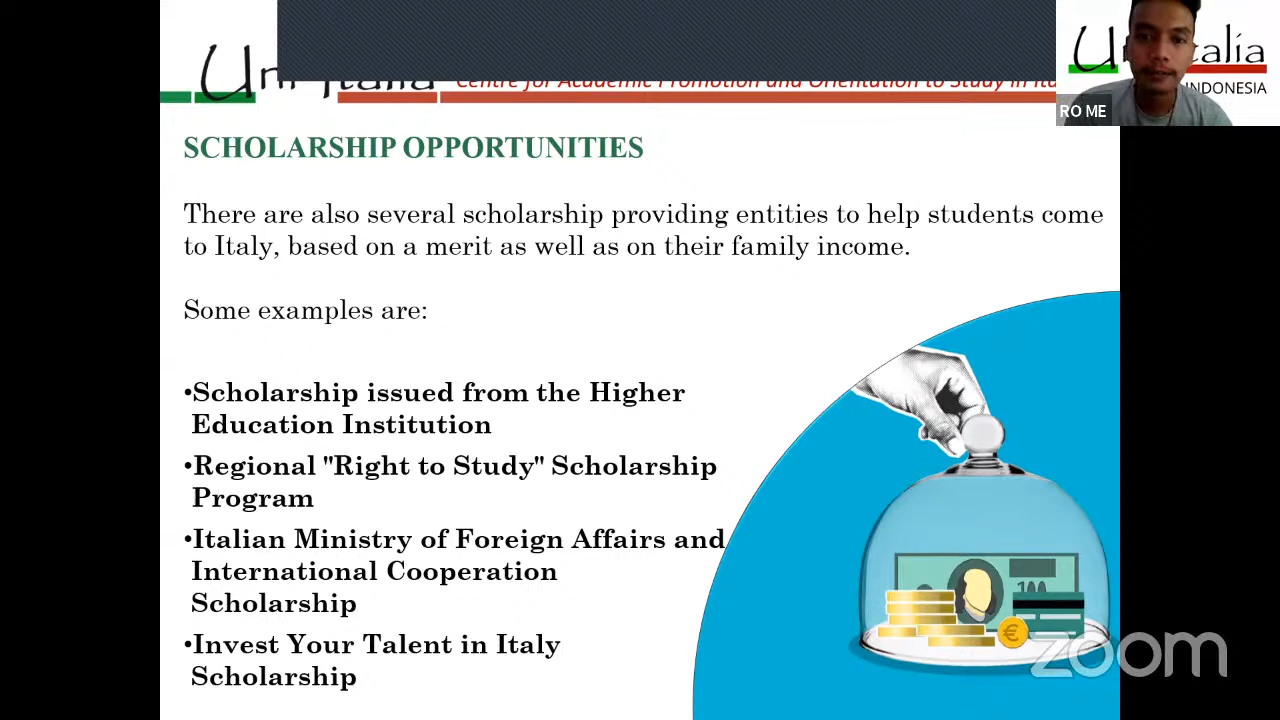 Uni-Italia
Centre for Academic Promotion and Orientation to Study in
Italia
INDONESIA
RO ME
SCHOLARSHIP OPPORTUNITIES
There are also several scholarship providing entities to help students come
to Italy, based on a merit as well as on their family income.
Some examples are:
•Scholarship issued from the Higher
Education Institution
•Regional "Right to Study" Scholarship
Program
•Italian Ministry of Foreign Affairs and
International Cooperation
Scholarship
•Invest Your Talent in Italy
Scholarship
100
€
zoom